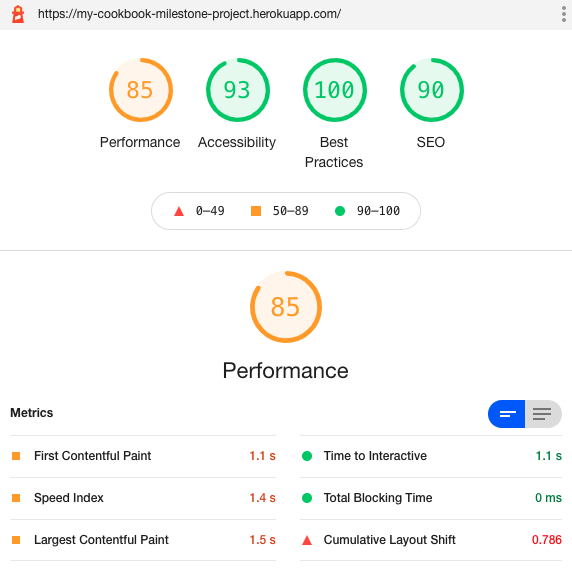 https://my-cookbook-milestone-project.herokuapp.com/
85 93 100 90
Performance Accessibility Best Practices SEO
0–49 50–89 90–100
85
Performance
Metrics
First Contentful Paint 1.1 s
Time to Interactive 1.1 s
Speed Index 1.4 s
Total Blocking Time 0 ms
Largest Contentful Paint 1.5 s
Cumulative Layout Shift 0.786